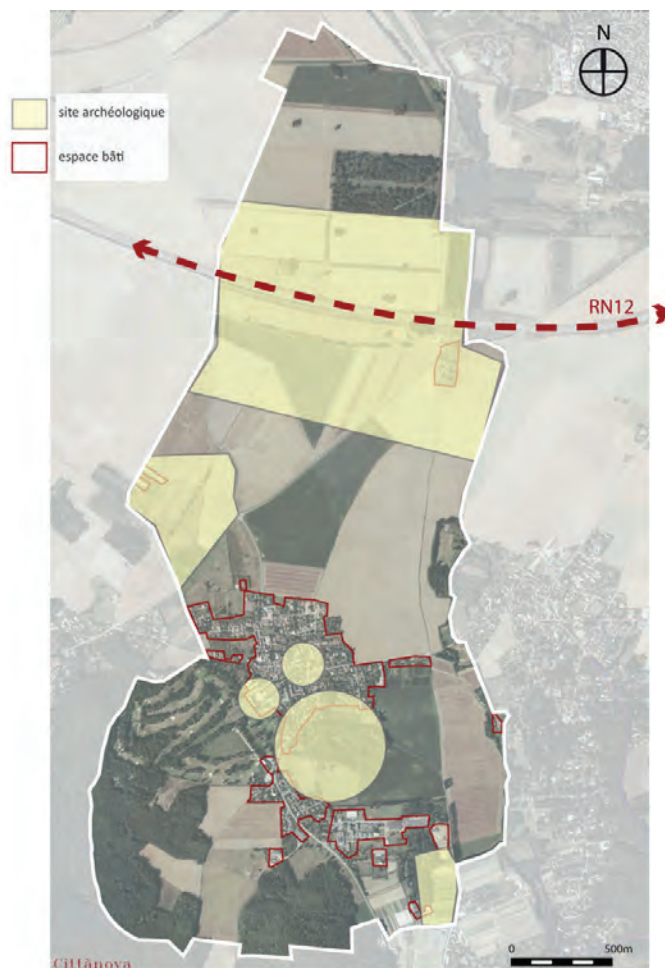 N
site archéologique
espace bâti
RN12
0 500m
Cittànova